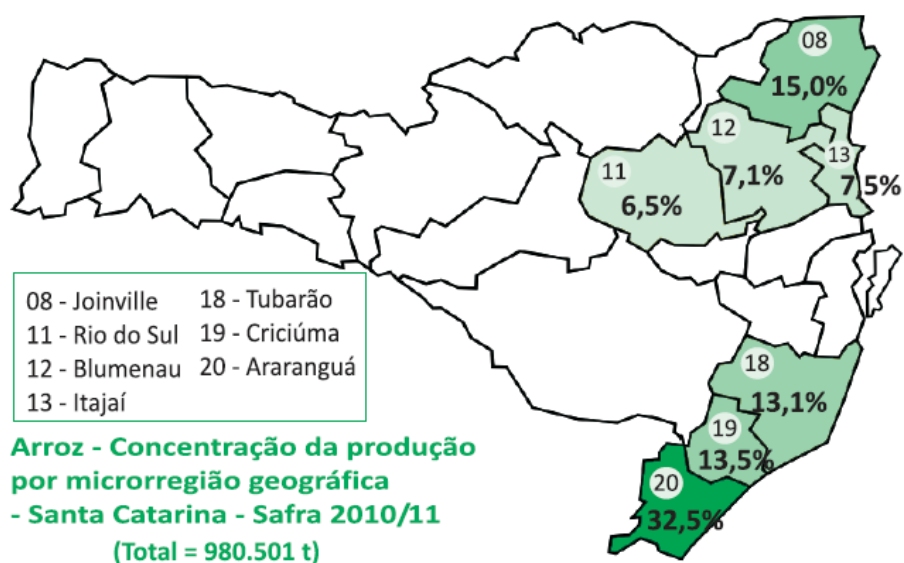 08
15,0%
12
7,1%
13
7,5%
11
6,5%
08 - Joinville
11 - Rio do Sul
12 - Blumenau
13 - Itajaí
18 - Tubarão
19 - Criciúma
20 - Araranguá
18
13,1%
19
13,5%
20
32,5%
Arroz - Concentração da produção
por microrregião geográfica
- Santa Catarina - Safra 2010/11
(Total = 980.501 t)